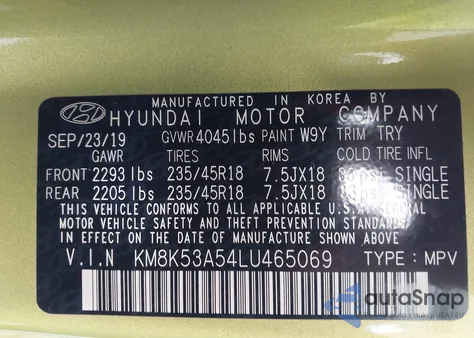 MANUFACTURED IN KOREA BY
HYUNDAI MOTOR COMPANY
SEP/23/19 GVWR 4045lbs PAINT W9Y TRIM TRY
GAWR TIRES RIMS COLD TIRE INFL
FRONT 2293 lbs 235/45R18 7.5JX18 SINGLE
REAR 2205 lbs 235/45R18 7.5JX18 SINGLE
THIS VEHICLE CONFORMS TO ALL APPLICABLE U.S.A. FEDERAL
MOTOR VEHICLE SAFETY, BUMPER, AND THEFT PREVENTION STANDARDS
IN EFFECT ON THE DATE OF MANUFACTURE SHOWN ABOVE.
V.I.N KM8K53A54LU465069 TYPE: MPV
autoSnap